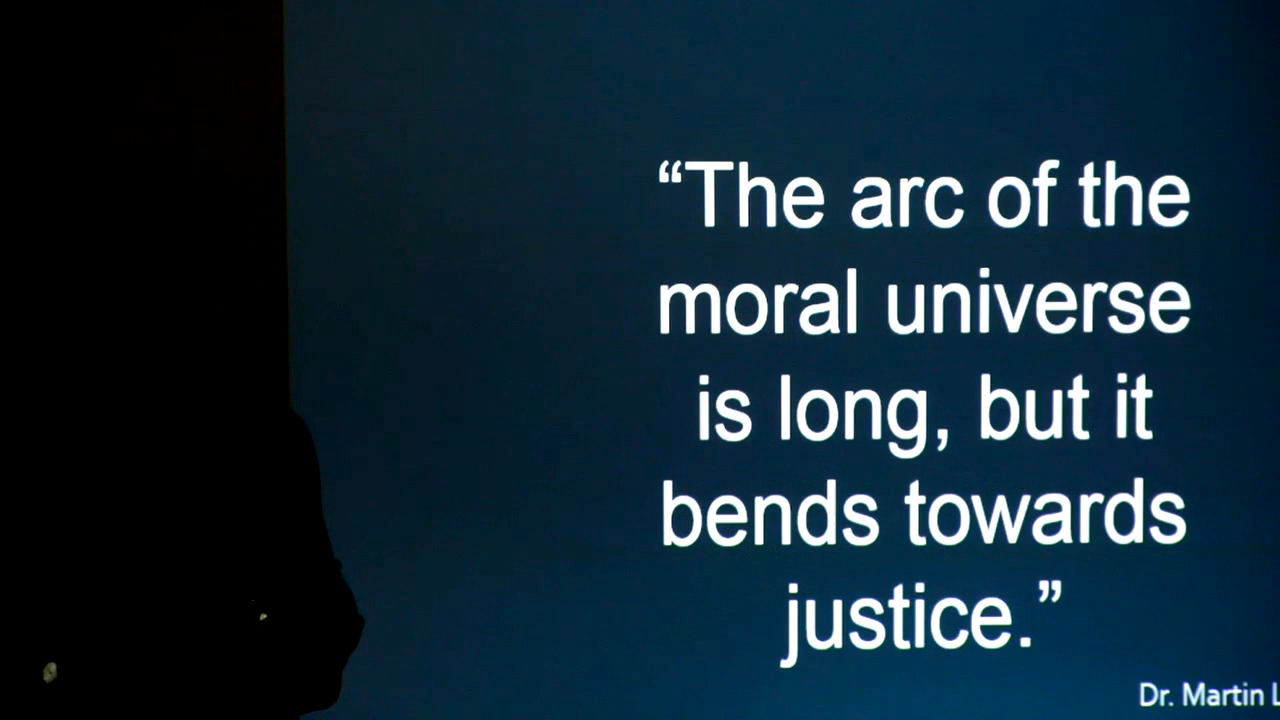 “The arc of the
moral universe
is long, but it
bends towards
justice.”
Dr. Martin L